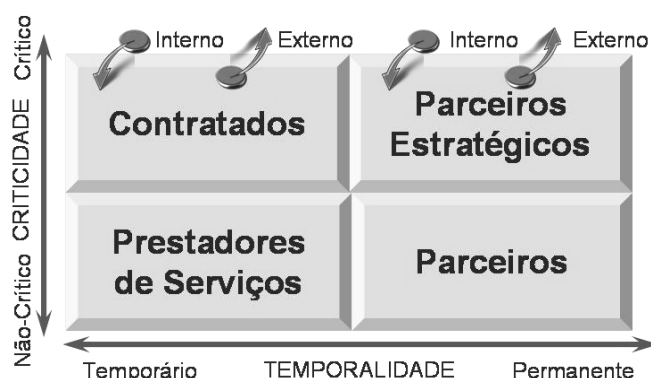 Interno Externo Interno Externo
Crítico
CRITICIDADE
Não-Crítico
Contratados
Parceiros
Estratégicos
Prestadores
de Serviços
Parceiros
Temporário TEMPORALIDADE Permanente